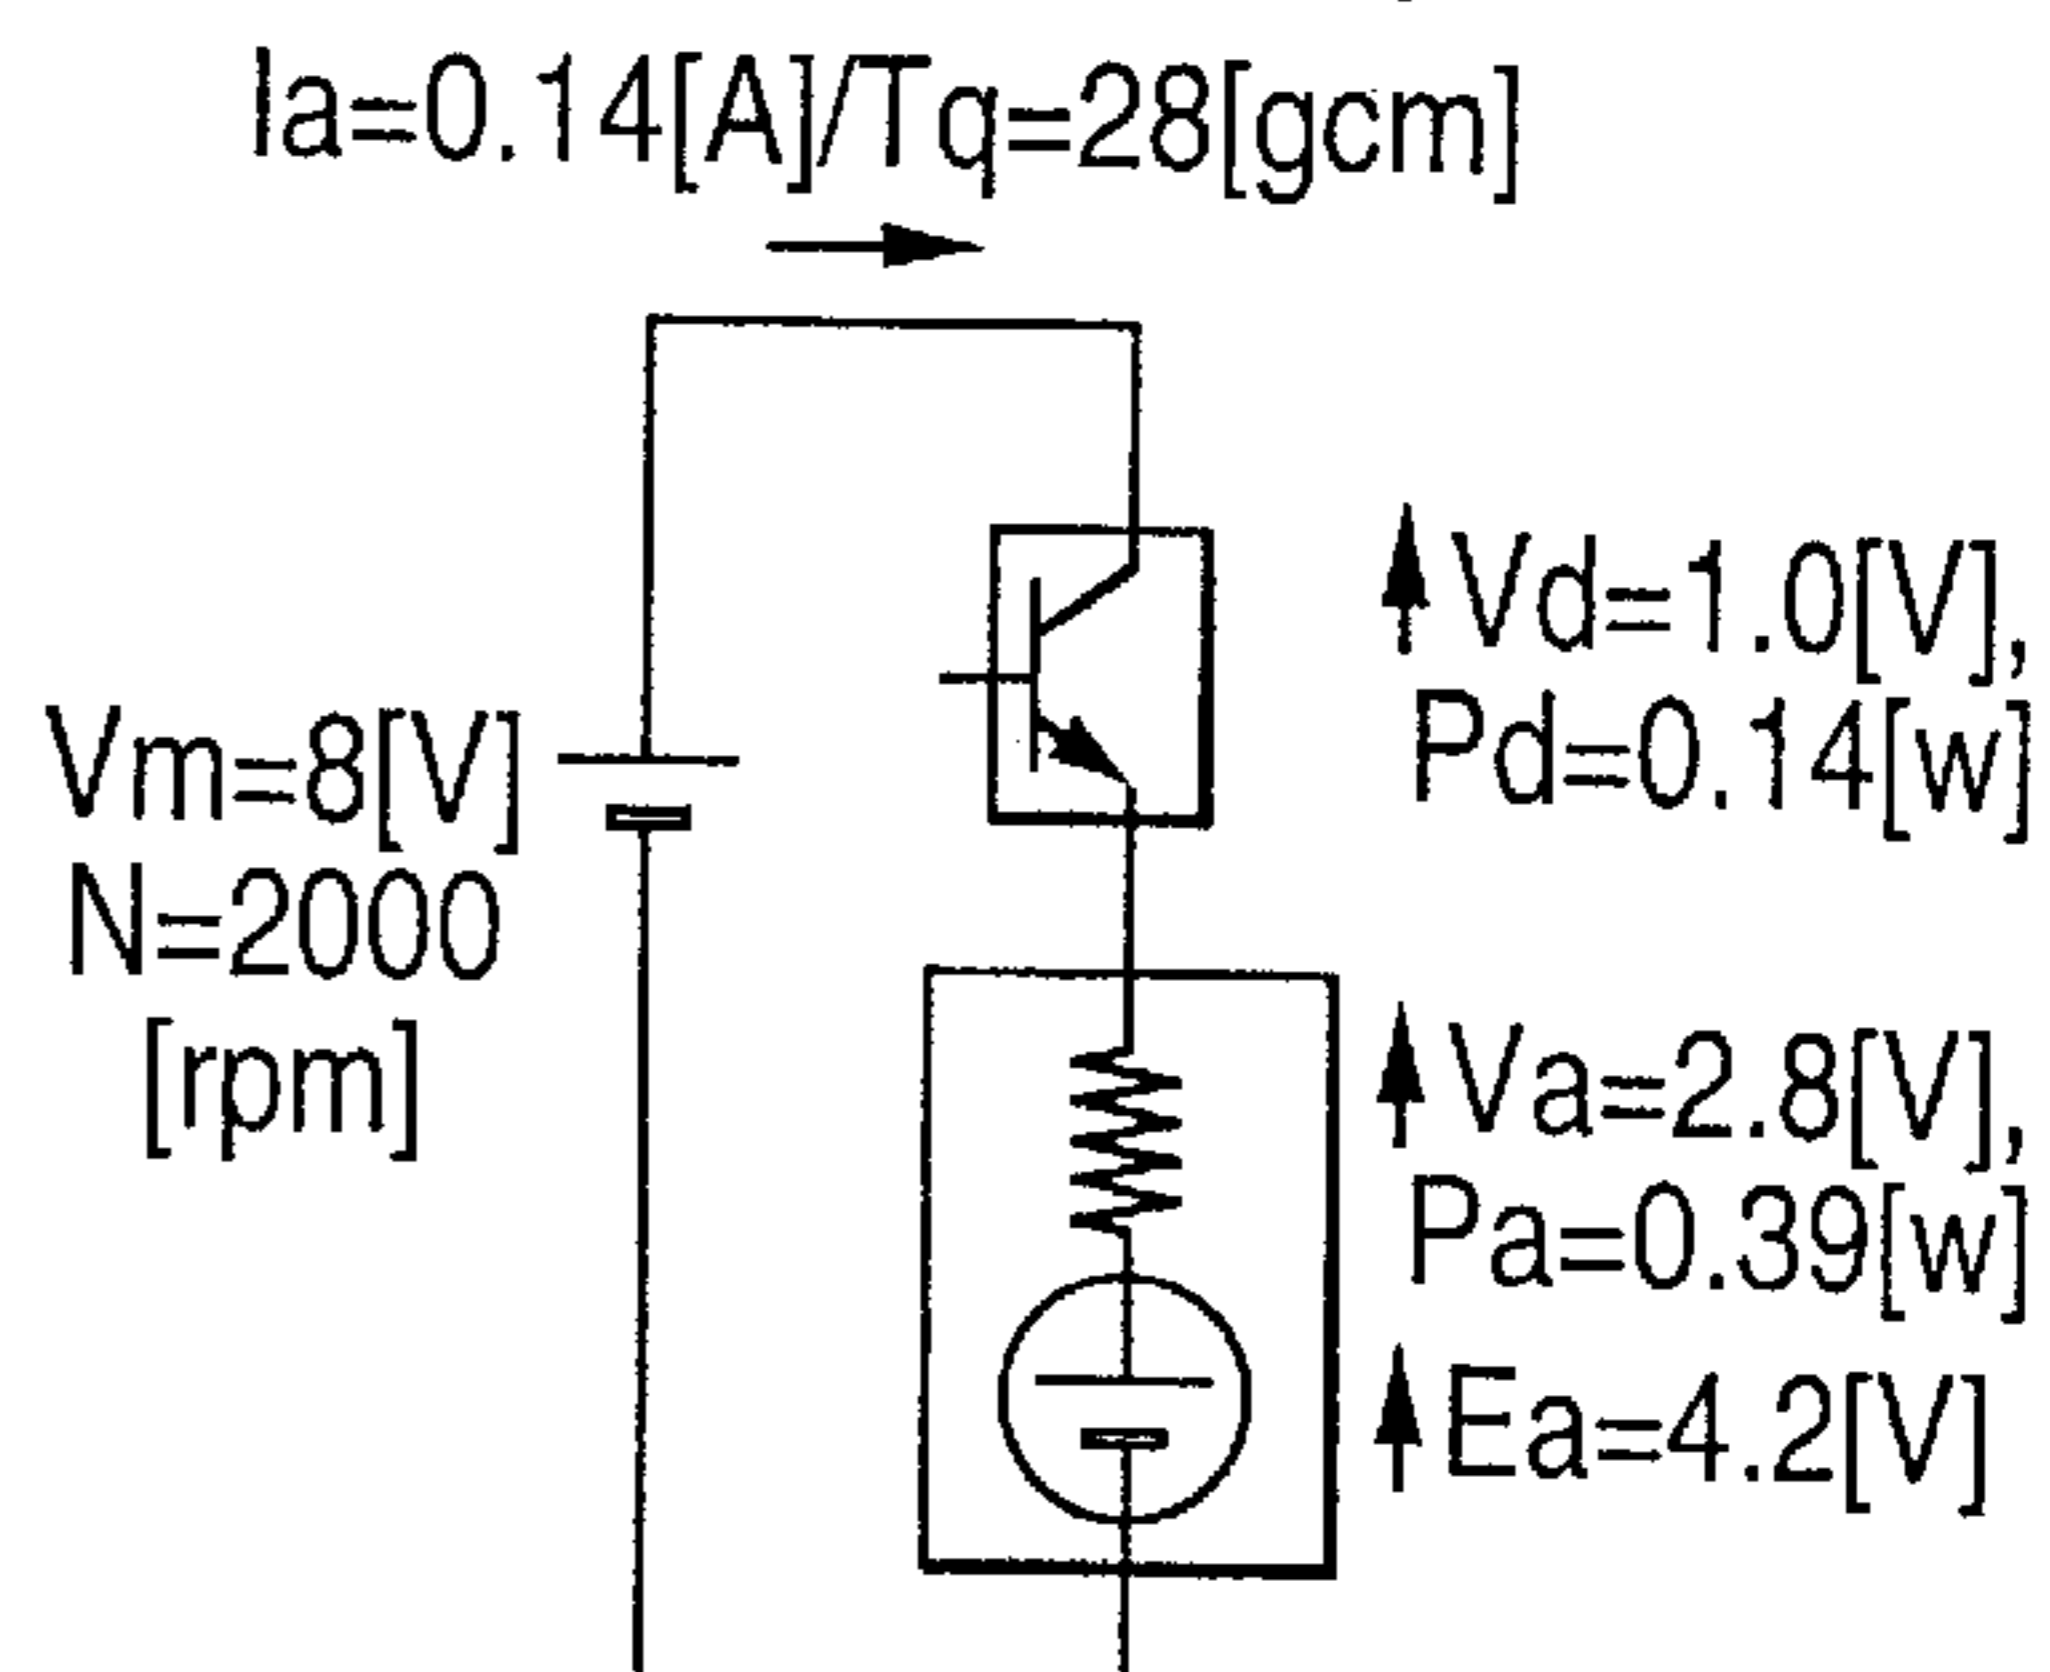 Ia=0.14[A]/Tq=28[gcm]
Vd=1.0[V],
Pd=0.14[w]
Vm=8[V]
N=2000
[rpm]
Va=2.8[V],
Pa=0.39[w]
Ea=4.2[V]